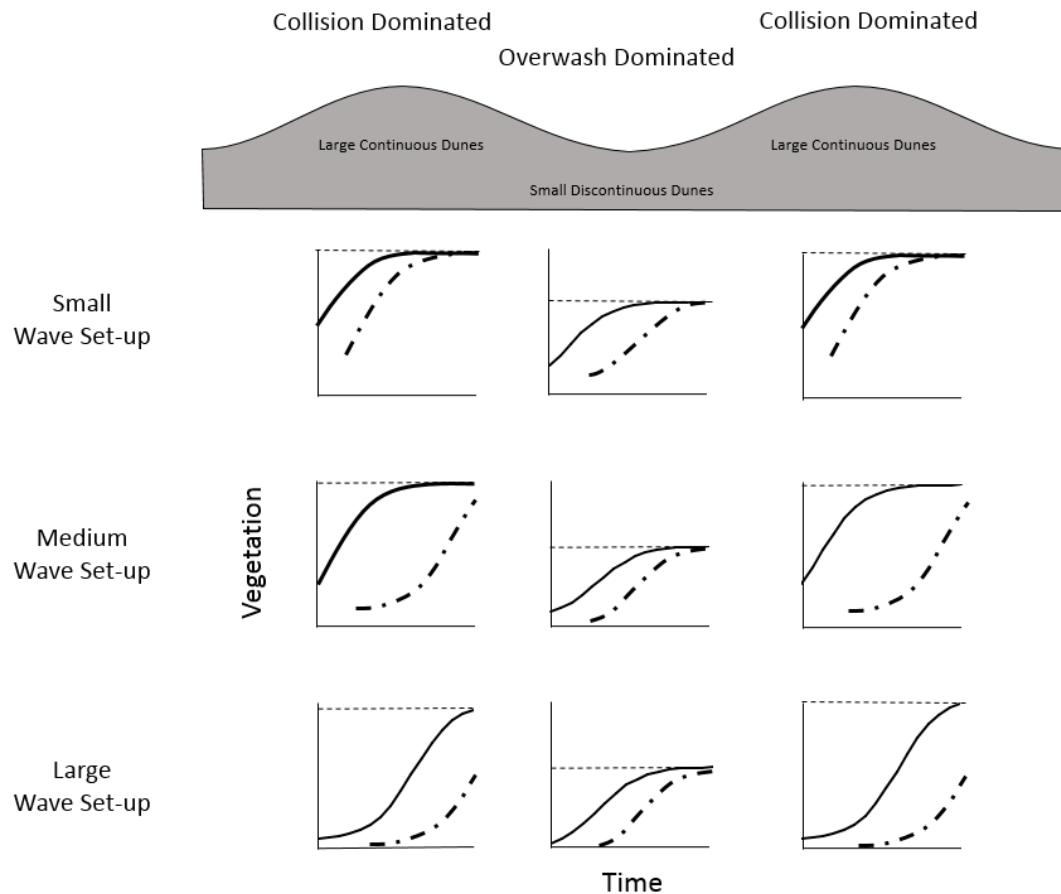 Collision Dominated
Collision Dominated
Overwash Dominated
Large Continuous Dunes
Large Continuous Dunes
Small Discontinuous Dunes
Small
Wave Set-up
Medium
Wave Set-up
Vegetation
Large
Wave Set-up
Time